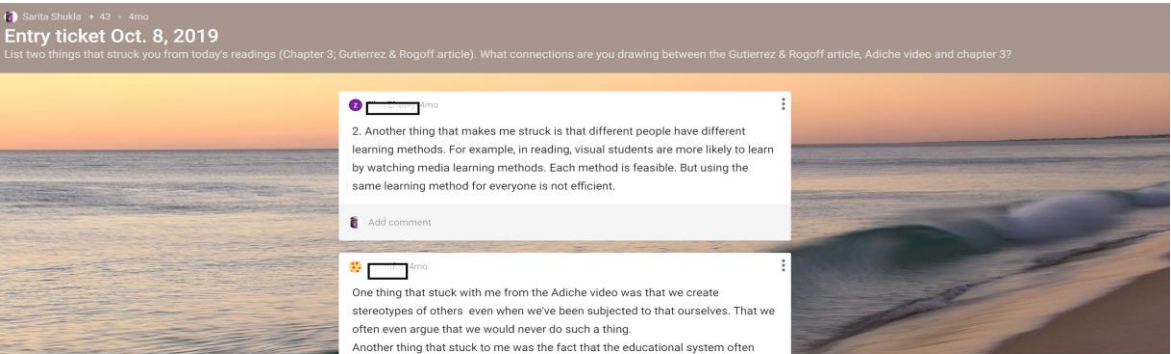 Sarita Shukla + 43 • 4mo
Entry ticket Oct. 8, 2019
List two things that struck you from today's readings (Chapter 3; Gutierrez & Rogoff article). What connections are you drawing between the Gutierrez & Rogoff article, Adiche video and chapter 3?
Z
4mo
2. Another thing that makes me struck is that different people have different
learning methods. For example, in reading, visual students are more likely to learn
by watching media learning methods. Each method is feasible. But using the
same learning method for everyone is not efficient.
Add comment
4mo
One thing that stuck with me from the Adiche video was that we create
stereotypes of others even when we've been subjected to that ourselves. That we
often even argue that we would never do such a thing.
Another thing that stuck to me was the fact that the educational system often